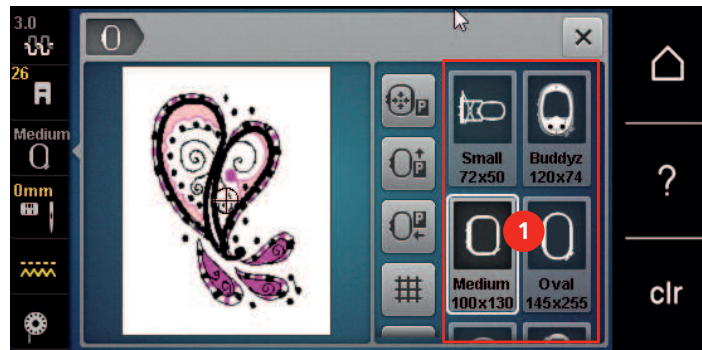 3.0
26
Medium
0mm
P
P
P
Small
72x50
Buddyz
120x74
1
Medium
100x130
Oval
145x255
?
clr